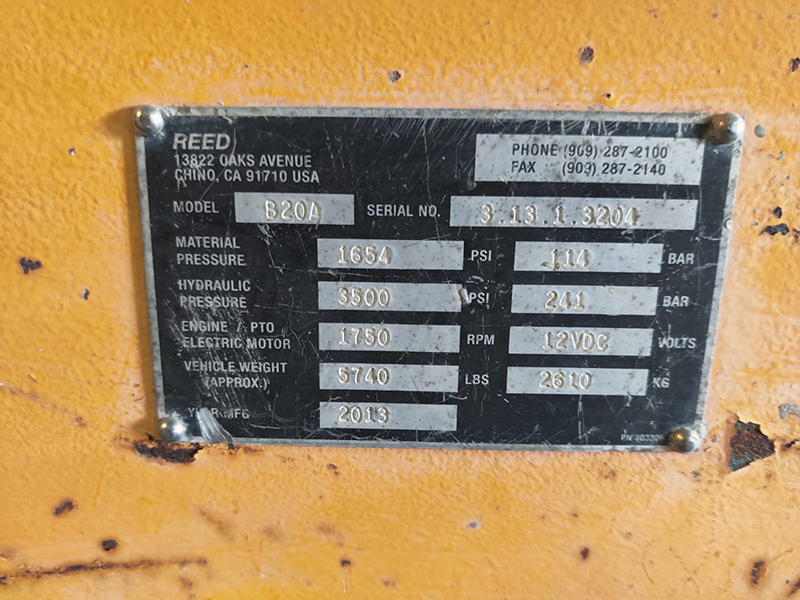 REED
13822 OAKS AVENUE
CHINO, CA 91710 USA
PHONE (909) 287-2100
FAX (909) 287-2140
MODEL B20A SERIAL NO. 3.13.1.3204
MATERIAL PRESSURE 1654 PSI 114 BAR
HYDRAULIC PRESSURE 3500 PSI 241 BAR
ENGINE / PTO ELECTRIC MOTOR 1750 RPM 12VDC VOLTS
VEHICLE WEIGHT (APPROX.) 5740 LBS 2610 KG
YEAR MFG 2013